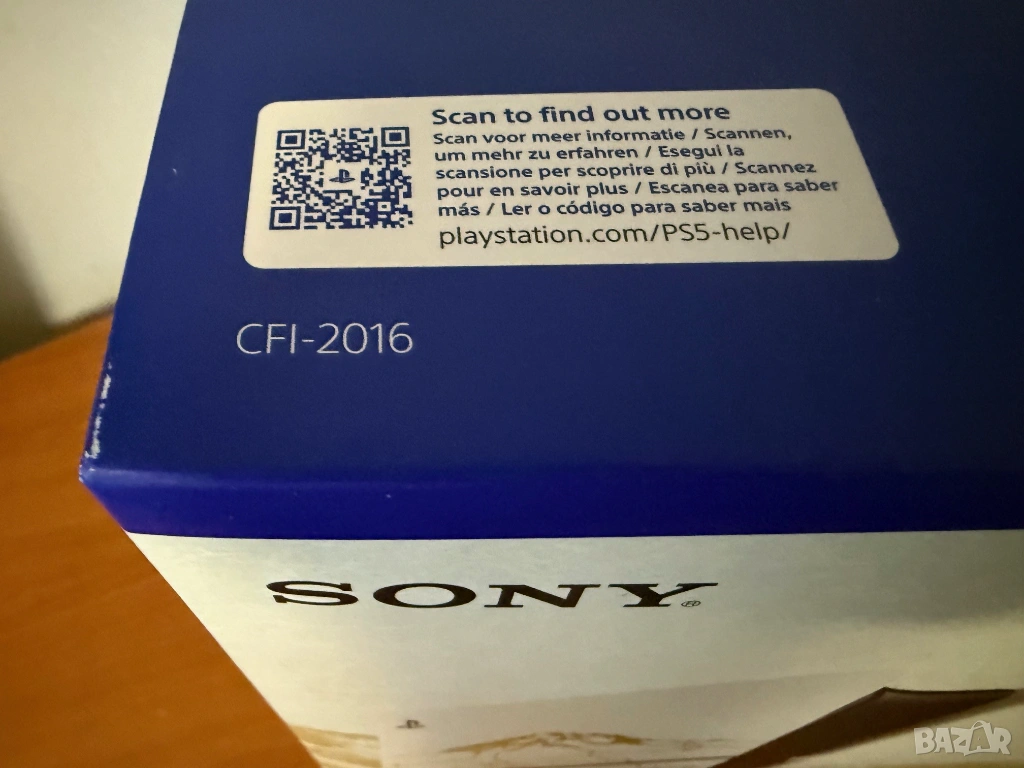 Scan to find out more
Scan voor meer informatie / Scannen,
um mehr zu erfahren / Esegui la
scansione per scoprire di più / Scannez
pour en savoir plus / Escanea para saber
más / Ler o código para saber mais
playstation.com/PS5-help/
CFI-2016
SONY®
BAZAR